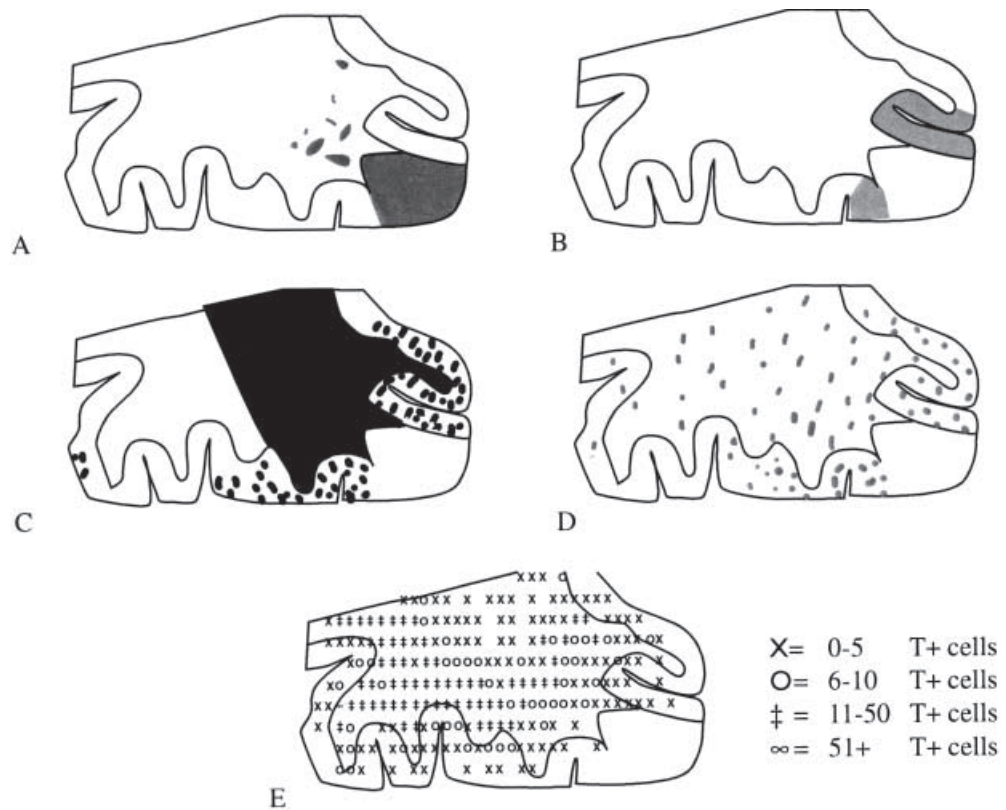 A
B
C
D
E
X= 0-5 T+ cells
O= 6-10 T+ cells
‡ = 11-50 T+ cells
∞= 51+ T+ cells